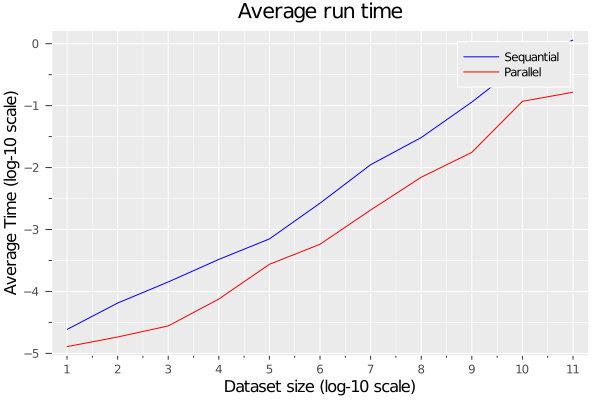 Average run time
Sequantial
Parallel
Average Time (log-10 scale)
0
−1
−2
−3
−4
−5
1 2 3 4 5 6 7 8 9 10 11
Dataset size (log-10 scale)